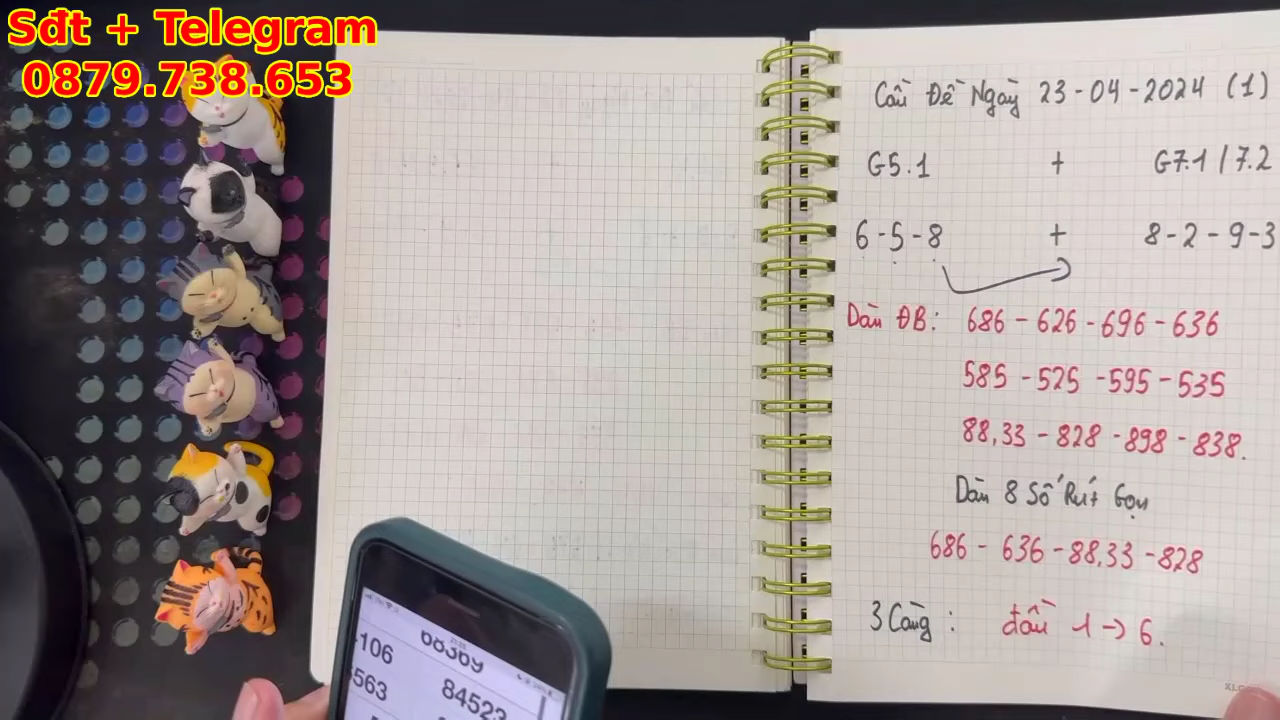 Sđt + Telegram
0879.738.653
Cầu Đề Ngày 23-04-2024 (1)
G5.1 + G7.1 / 7.2
6-5-8 + 8-2-9-3
Dàn ĐB: 686 - 626 - 696 - 636
585 - 525 - 595 - 535
88,33 - 828 - 898 - 838.
Dàn 8 Số Rút Gọn
686 - 636 - 88,33 - 828
3 Càng : đầu 1 → 6.
68369
106
84523
563